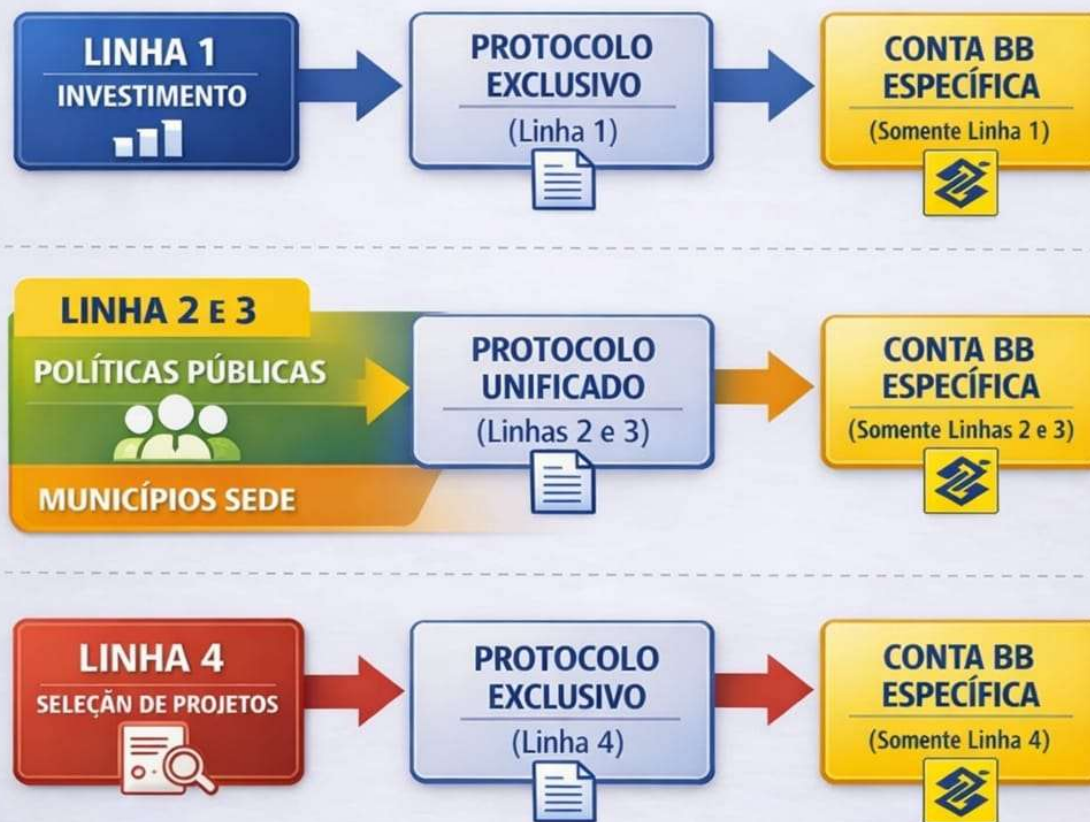 LINHA 1
INVESTIMENTO
PROTOCOLO
EXCLUSIVO
(Linha 1)
CONTA BB
ESPECÍFICA
(Somente Linha 1)
LINHA 2 E 3
POLÍTICAS PÚBLICAS
MUNICÍPIOS SEDE
PROTOCOLO
UNIFICADO
(Linhas 2 e 3)
CONTA BB
ESPECÍFICA
(Somente Linhas 2 e 3)
LINHA 4
SELEÇÃN DE PROJETOS
PROTOCOLO
EXCLUSIVO
(Linha 4)
CONTA BB
ESPECÍFICA
(Somente Linha 4)